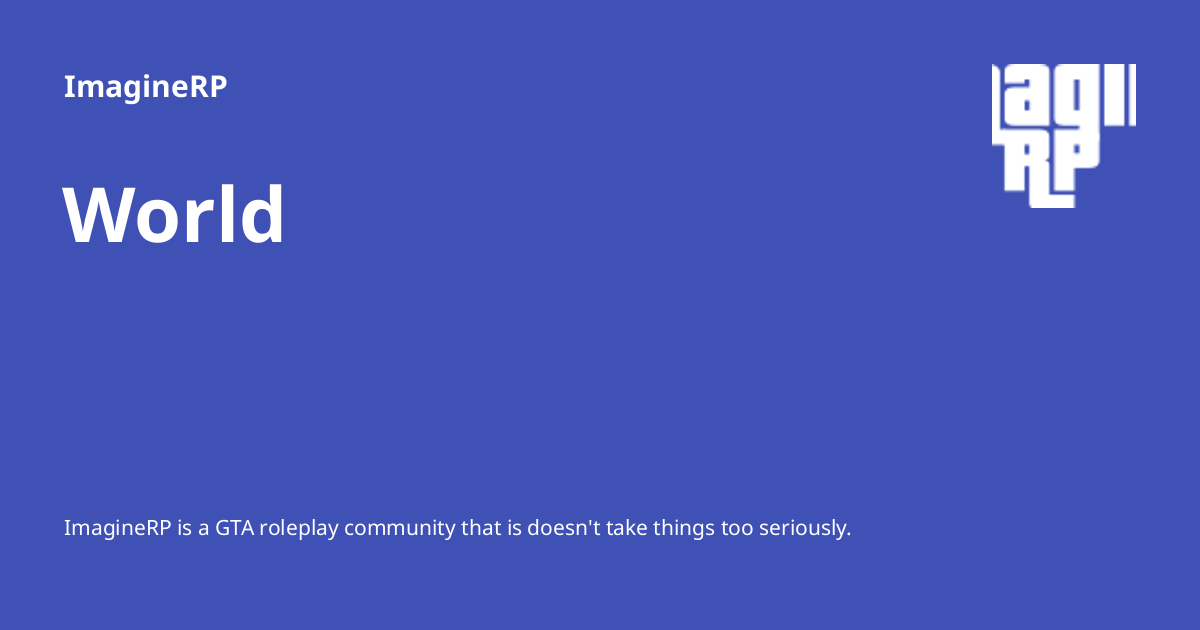 ImagineRP
agi
RP
World
ImagineRP is a GTA roleplay community that is doesn't take things too seriously.